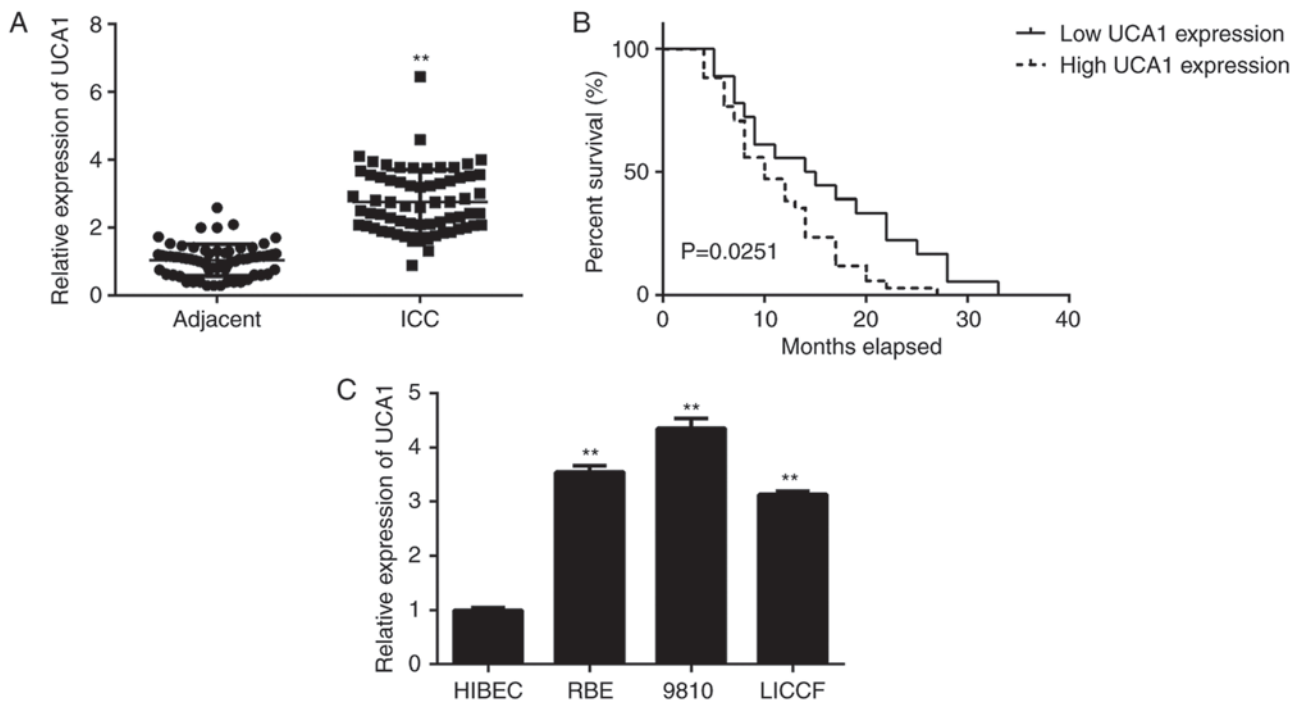 A
Relative expression of UCA1
8
6
4
2
0
**
Adjacent
ICC
B
Percent survival (%)
100
50
0
P=0.0251
0
10
20
30
40
Months elapsed
Low UCA1 expression
High UCA1 expression
C
Relative expression of UCA1
5
4
3
2
1
0
**
**
**
HIBEC
RBE
9810
LICCF